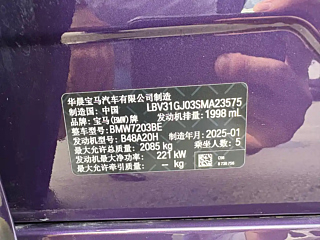 华晨宝马汽车有限公司
制造国: 中国 LBV31GJ03SMA23575
品牌: 宝马(BMW)牌 发动机排量: 1998 mL
整车型号: BMW7203BE
发动机型号: B48A20H 制造年月: 2025-01
最大允许总质量: 2085 kg 乘坐人数: 5
发动机最大净功率: 221 kW
最大允许牵引质量: — kg